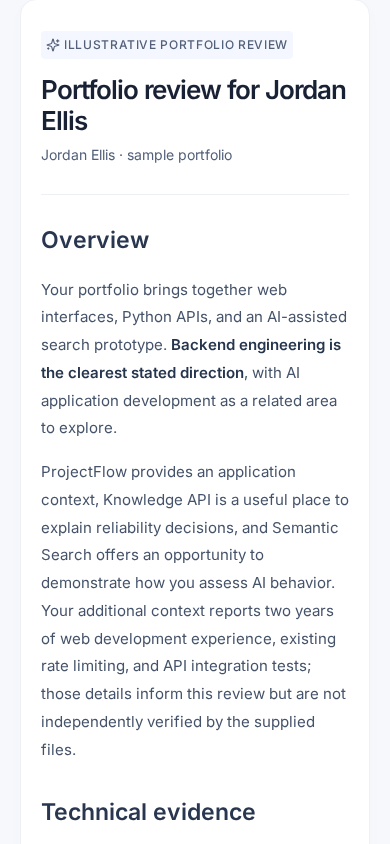 ILLUSTRATIVE PORTFOLIO REVIEW
Portfolio review for Jordan
Ellis
Jordan Ellis · sample portfolio
Overview
Your portfolio brings together web
interfaces, Python APIs, and an AI-assisted
search prototype. Backend engineering is
the clearest stated direction, with AI
application development as a related area
to explore.
ProjectFlow provides an application
context, Knowledge API is a useful place to
explain reliability decisions, and Semantic
Search offers an opportunity to
demonstrate how you assess AI behavior.
Your additional context reports two years
of web development experience, existing
rate limiting, and API integration tests;
those details inform this review but are not
independently verified by the supplied
files.
Technical evidence